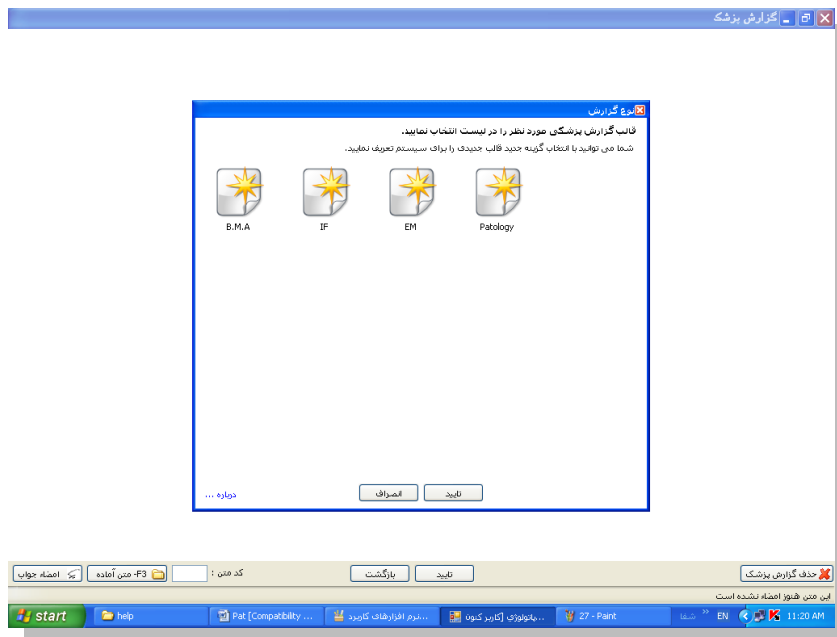 گزارش پزشک
نوع گزارش
قالب گزارش پزشکی مورد نظر را در لیست انتخاب نمایید.
شما می توانید با انتخاب گزینه جدید قالب جدیدی را برای سیستم تعریف نمایید.
B.M.A IF EM Patology
تایید انصراف درباره ...
حذف گزارش پزشک تایید بازگشت کد متن : F3- متن آماده امضاء جواب
این متن هنوز امضاء نشده است
start help Pat [Compatibility ... نرم افزارهای کاربرد... پاتولوژی [کاربر کنون... 27 - Paint شفا » EN 11:20 AM